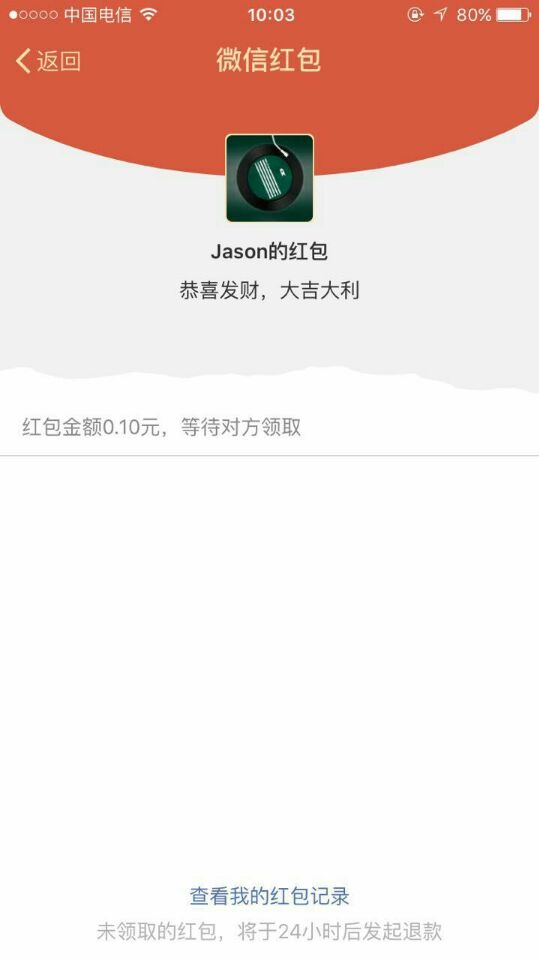 中国电信 10:03 80%
返回 微信红包
Jason的红包
恭喜发财，大吉大利
红包金额0.10元，等待对方领取
查看我的红包记录
未领取的红包，将于24小时后发起退款